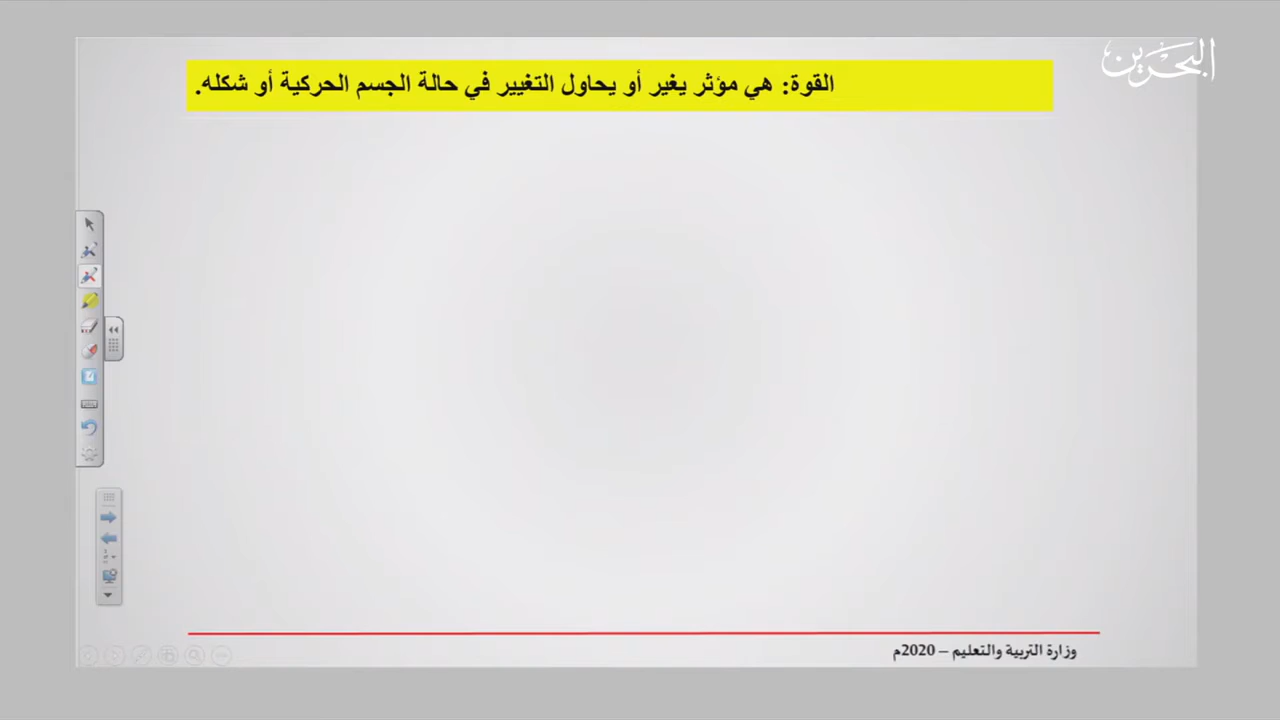 البحرين
القوة: هي مؤثر يغير أو يحاول التغيير في حالة الجسم الحركية أو شكله.
وزارة التربية والتعليم – 2020م